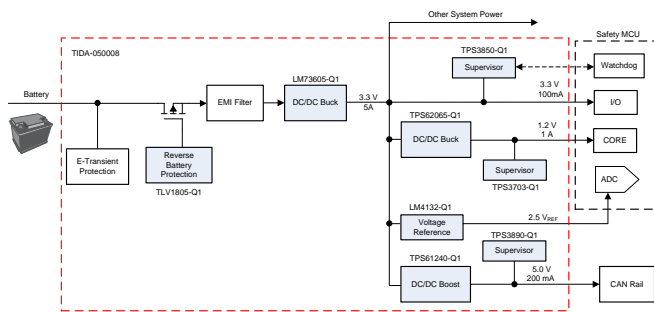 Other System Power
TIDA-050008
Safety MCU
TPS3850-Q1
Supervisor
Watchdog
LM73605-Q1
Battery
EMI Filter
DC/DC Buck
3.3 V
5A
3.3 V
100mA
I/O
TPS62065-Q1
DC/DC Buck
1.2 V
1 A
CORE
E-Transient
Protection
Reverse
Battery
Protection
TLV1805-Q1
Supervisor
TPS3703-Q1
ADC
LM4132-Q1
Voltage
Reference
2.5 VREF
TPS3890-Q1
Supervisor
TPS61240-Q1
DC/DC Boost
5.0 V
200 mA
CAN Rail